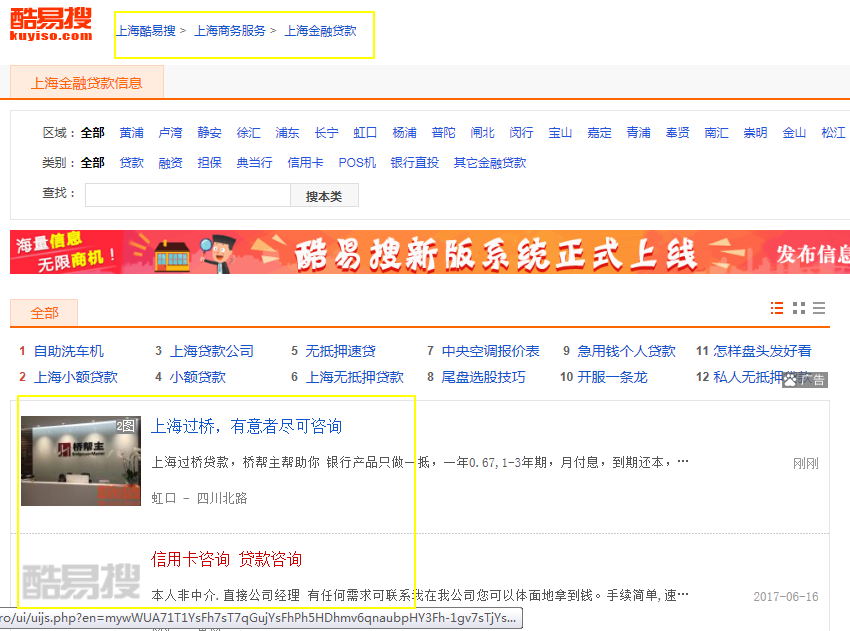 酷易搜
kuyiso.com
上海酷易搜 > 上海商务服务 > 上海金融贷款
上海金融贷款信息
区域： 全部 黄浦 卢湾 静安 徐汇 浦东 长宁 虹口 杨浦 普陀 闸北 闵行 宝山 嘉定 青浦 奉贤 南汇 崇明 金山 松江
类别： 全部 贷款 融资 担保 典当行 信用卡 POS机 银行直投 其它金融贷款
查找： 搜本类
海量信息
无限商机！
酷易搜新版系统正式上线
发布信息
全部
1 自助洗车机 3 上海贷款公司 5 无抵押速贷 7 中央空调报价表 9 急用钱个人贷款 11 怎样盘头发好看
2 上海小额贷款 4 小额贷款 6 上海无抵押贷款 8 尾盘选股技巧 10 开服一条龙 12 私人无抵押贷款
广告
2图
桥帮主
上海过桥，有意者尽可咨询
上海过桥贷款，桥帮主帮助你 银行产品只做一抵，一年0.67,1-3年期，月付息，到期还本，…
刚刚
虹口 - 四川北路
信用卡咨询 贷款咨询
酷易搜
本人非中介.直接公司经理 有任何需求可联系我在我公司您可以体面地拿到钱。手续简单,速…
2017-06-16
ro/ui/uijs.php?en=mywWUA71T1YsFh7sT7qGujYsFhPh5HDhmv6qnaubpHY3Fh-1gv7sTjYs...